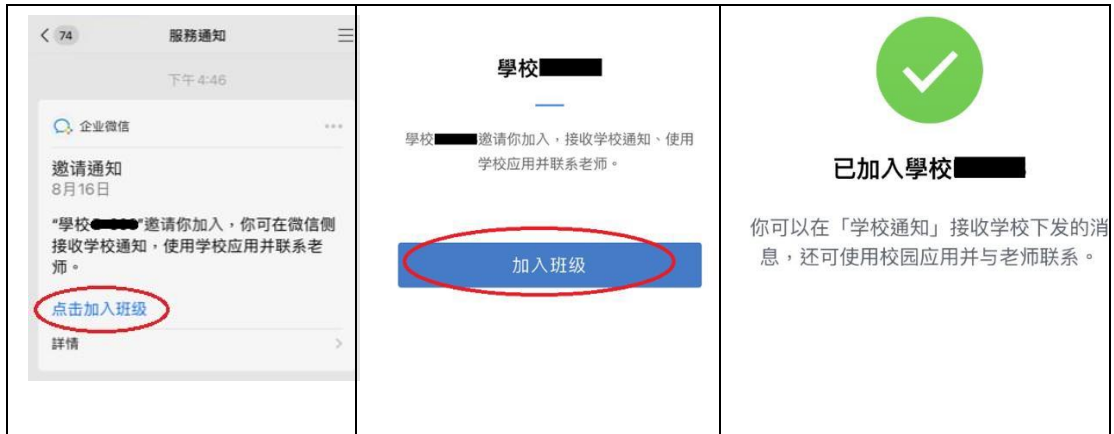 74
服務通知
下午 4:46
企业微信
邀请通知
8月16日
“學校 ”邀请你加入，你可在微信侧
接收学校通知，使用学校应用并联系老
师。
点击加入班级
詳情
學校
學校 邀请你加入，接收学校通知、使用
学校应用并联系老师。
加入班级
已加入學校
你可以在「学校通知」接收学校下发的消
息，还可使用校园应用并与老师联系。